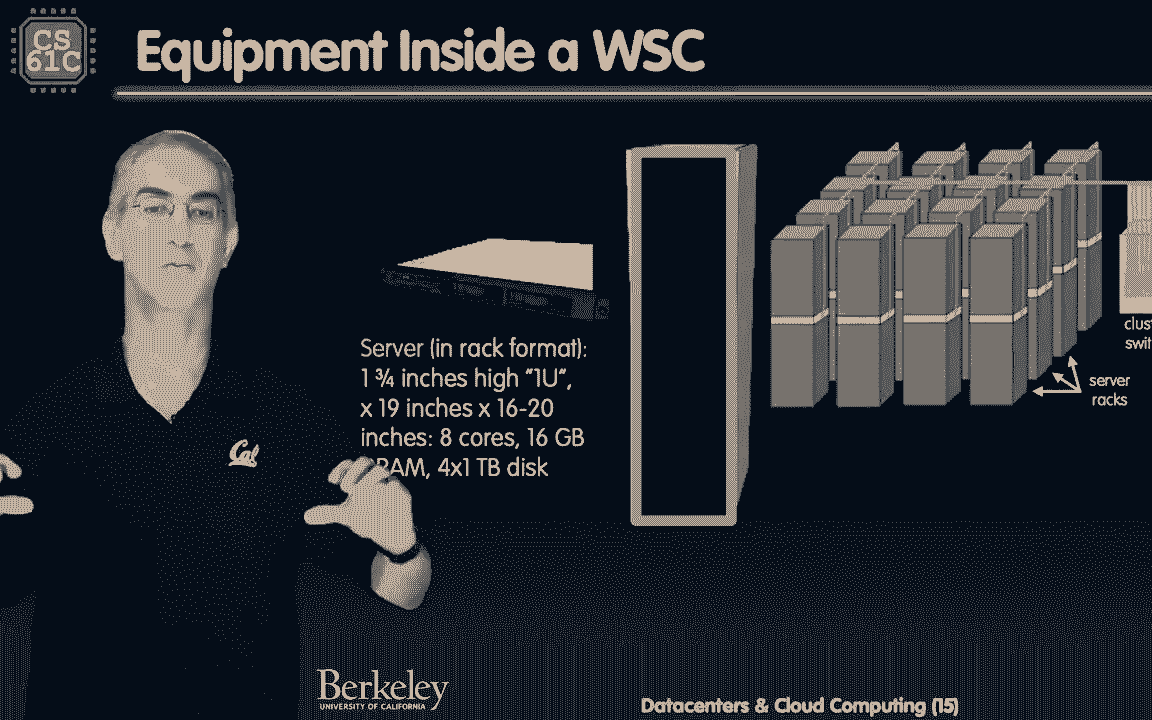 CS
61C
Equipment Inside a WSC
Server (in rack format):
1 ¾ inches high "1U",
x 19 inches x 16-20
inches: 8 cores, 16 GB
RAM, 4x1 TB disk
clus
swit
server
racks
Cal
Berkeley
UNIVERSITY OF CALIFORNIA
Datacenters & Cloud Computing (15)